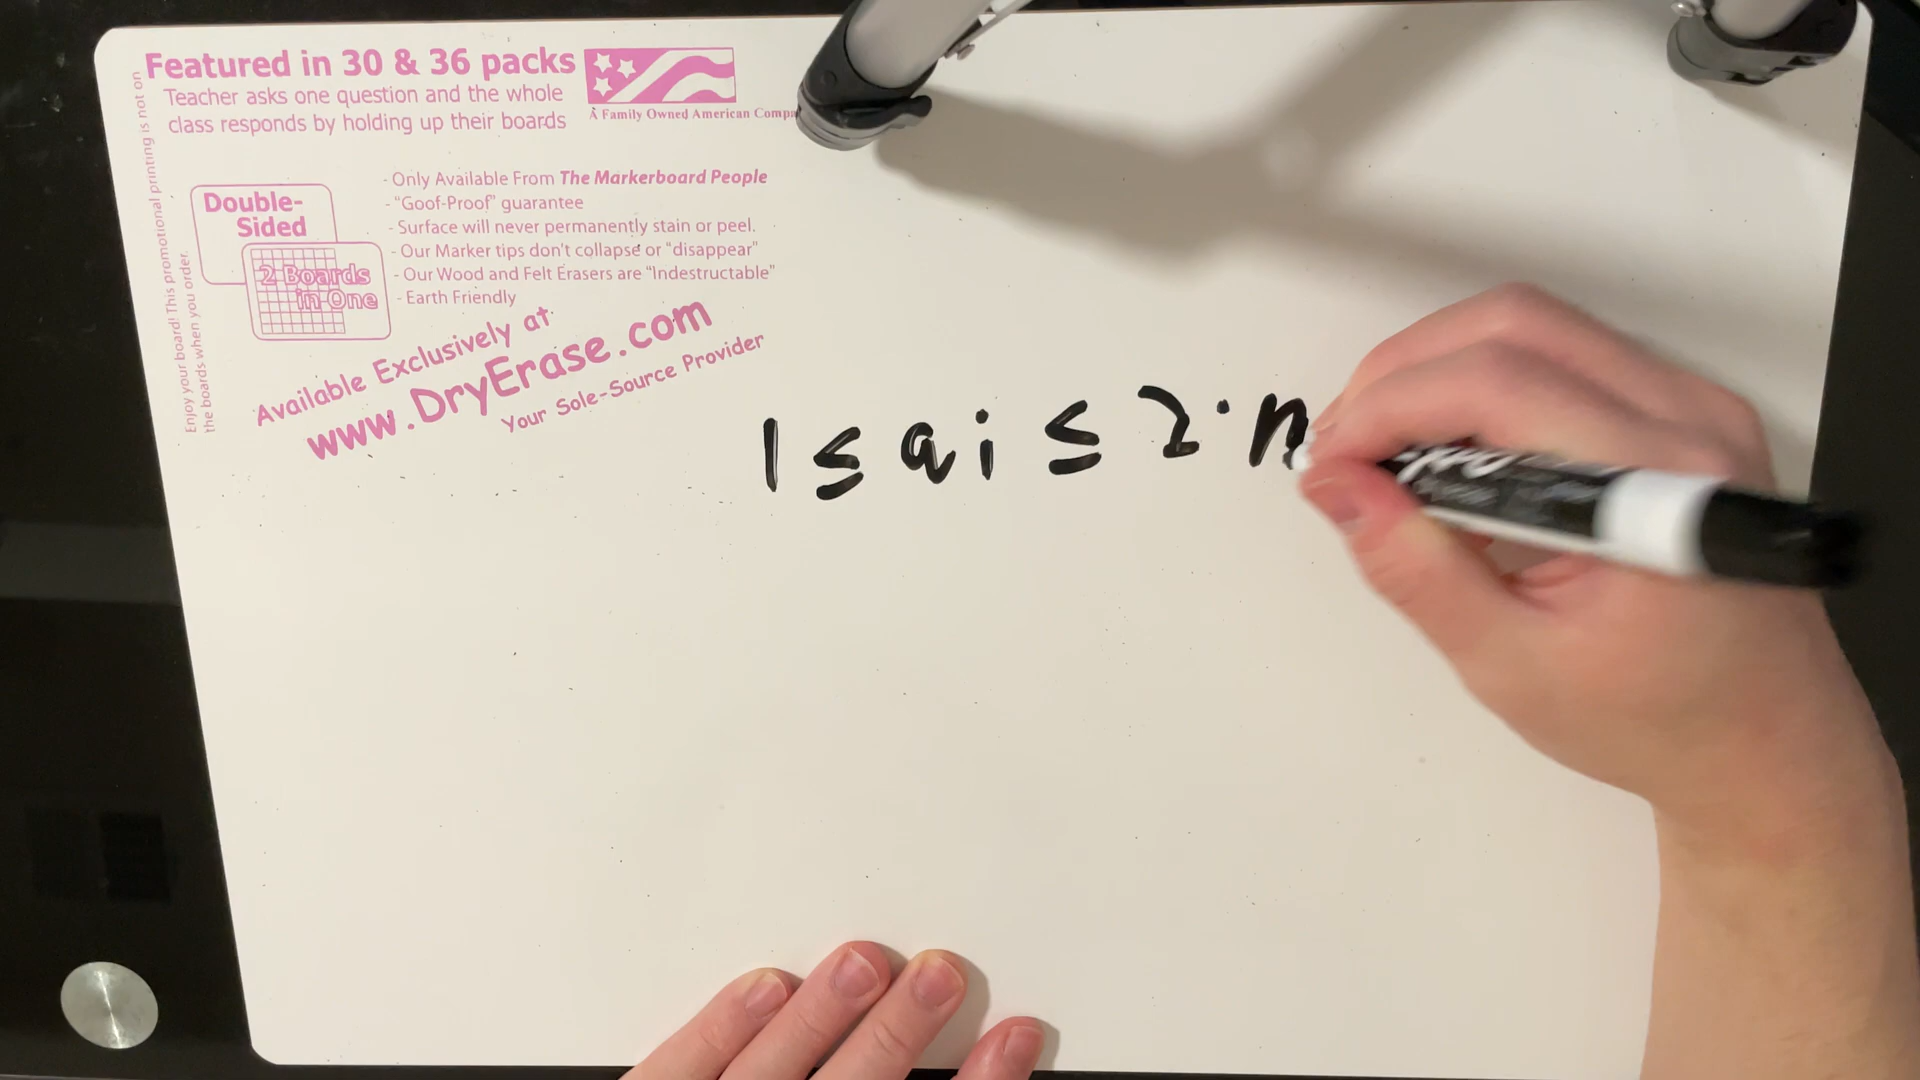 Featured in 30 & 36 packs
Teacher asks one question and the whole
class responds by holding up their boards
A Family Owned American Comp
Enjoy your board! This promotional printing is not on
the boards when you order.
Double-
Sided
2 Boards
in One
- Only Available From The Markerboard People
- "Goof-Proof" guarantee
- Surface will never permanently stain or peel.
- Our Marker tips don't collapse or "disappear"
- Our Wood and Felt Erasers are "Indestructable"
- Earth Friendly
Available Exclusively at
www.DryErase.com
Your Sole-Source Provider
1 ≤ ai ≤ 2·n